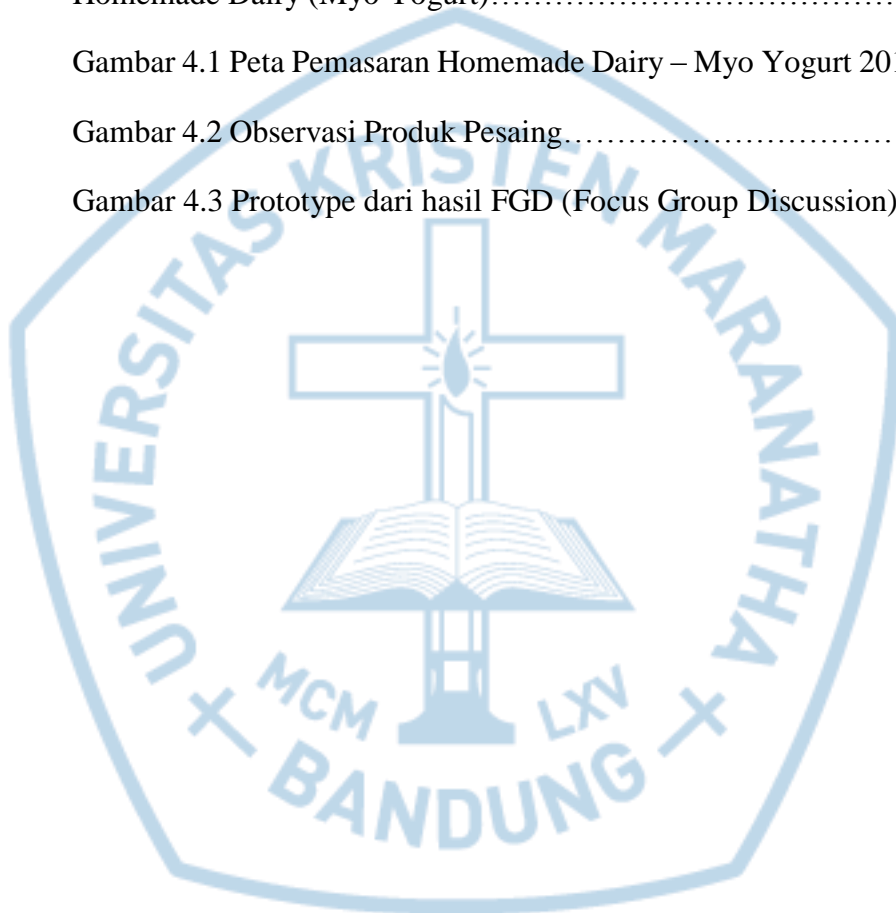 Homemade Dairy (Myo Yogurt)……………………………………
Gambar 4.1 Peta Pemasaran Homemade Dairy – Myo Yogurt 201
Gambar 4.2 Observasi Produk Pesaing………………………………
Gambar 4.3 Prototype dari hasil FGD (Focus Group Discussion)
UNIVERSITAS KRISTEN MARANATHA
MCM LXV
BANDUNG